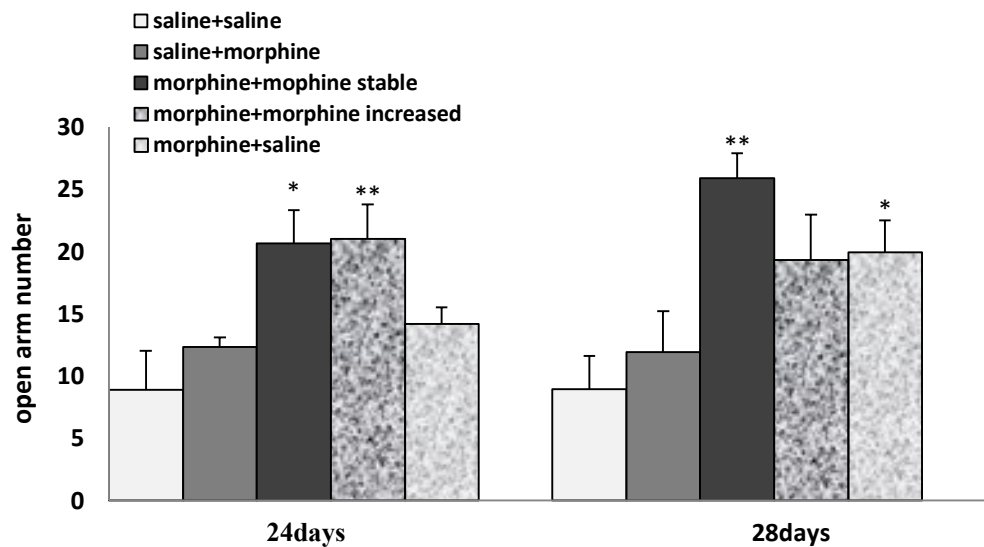 saline+saline
saline+morphine
morphine+mophine stable
morphine+morphine increased
morphine+saline
open arm number
30
25
20
15
10
5
0
*
**
**
*
24days
28days